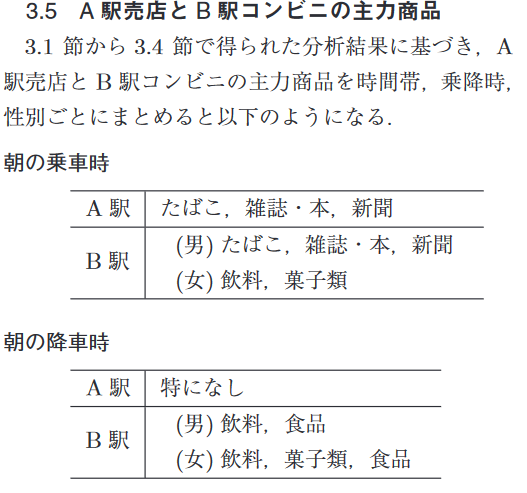 3.5 A 駅売店と B 駅コンビニの主力商品
3.1 節から 3.4 節で得られた分析結果に基づき，A
駅売店と B 駅コンビニの主力商品を時間帯，乗降時，
性別ごとにまとめると以下のようになる．
朝の乗車時
A 駅 たばこ，雑誌・本，新聞
B 駅 (男) たばこ，雑誌・本，新聞
(女) 飲料，菓子類
朝の降車時
A 駅 特になし
B 駅 (男) 飲料，食品
(女) 飲料，菓子類，食品